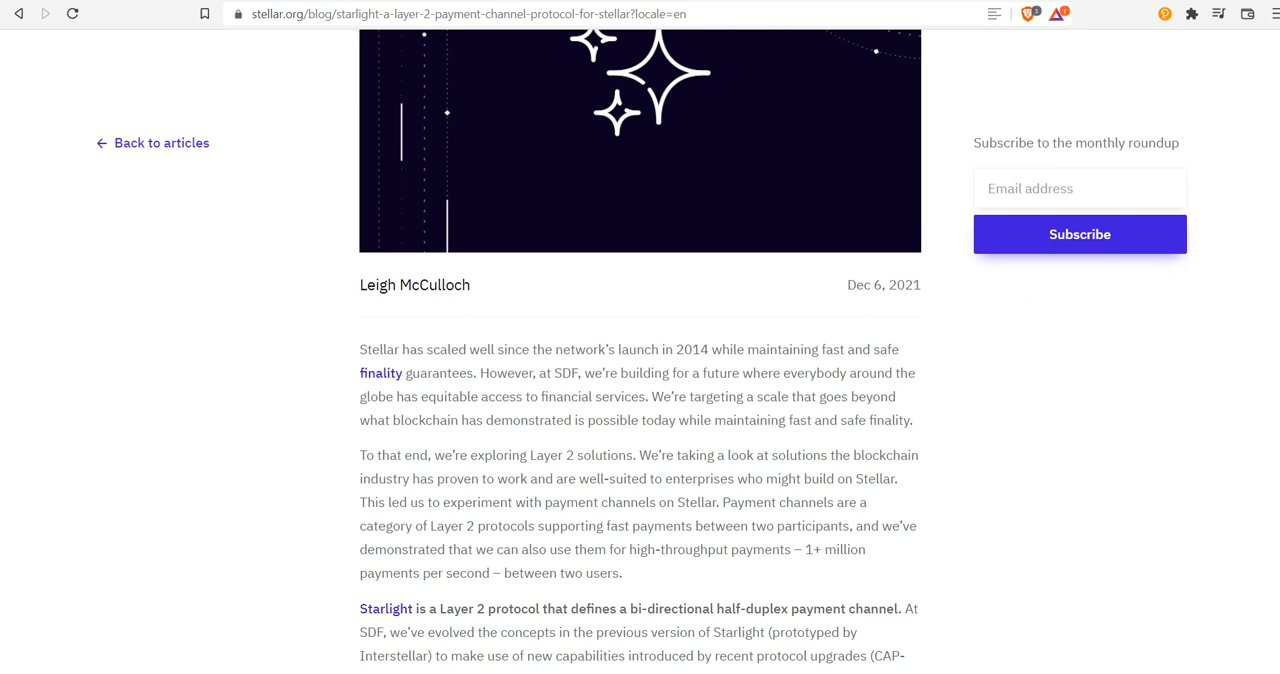 stellar.org/blog/starlight-a-layer-2-payment-channel-protocol-for-stellar?locale=en
3
1
← Back to articles
Subscribe to the monthly roundup
Email address
Subscribe
Leigh McCulloch
Dec 6, 2021
Stellar has scaled well since the network’s launch in 2014 while maintaining fast and safe
finality guarantees. However, at SDF, we’re building for a future where everybody around the
globe has equitable access to financial services. We’re targeting a scale that goes beyond
what blockchain has demonstrated is possible today while maintaining fast and safe finality.
To that end, we’re exploring Layer 2 solutions. We’re taking a look at solutions the blockchain
industry has proven to work and are well-suited to enterprises who might build on Stellar.
This led us to experiment with payment channels on Stellar. Payment channels are a
category of Layer 2 protocols supporting fast payments between two participants, and we’ve
demonstrated that we can also use them for high-throughput payments – 1+ million
payments per second – between two users.
Starlight is a Layer 2 protocol that defines a bi-directional half-duplex payment channel. At
SDF, we’ve evolved the concepts in the previous version of Starlight (prototyped by
Interstellar) to make use of new capabilities introduced by recent protocol upgrades (CAP-